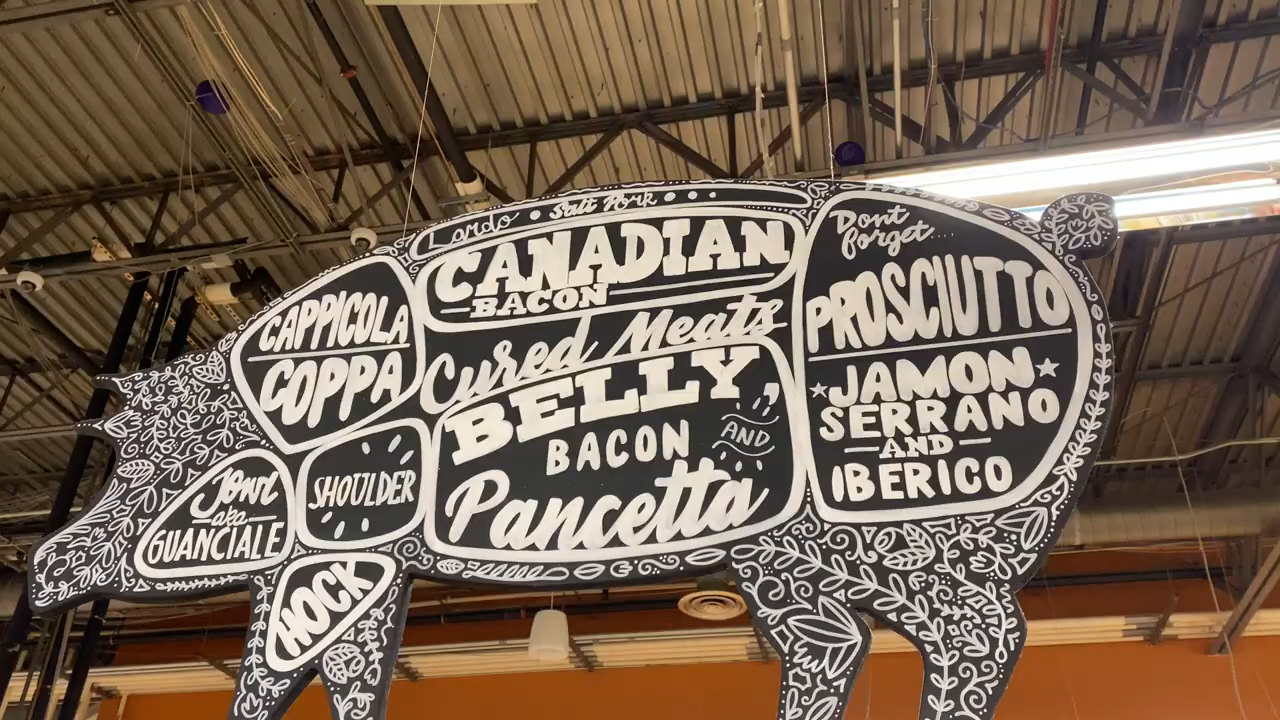 Lardo • Salt Pork • •
CANADIAN
BACON
CAPPICOLA
COPPA
Cured Meats
BELLY,
BACON AND
Pancetta
Dont
forget...
PROSCIUTTO
JAMON
SERRANO
AND
IBERICO
Jowl
aka
GUANCIALE
SHOULDER
HOCK